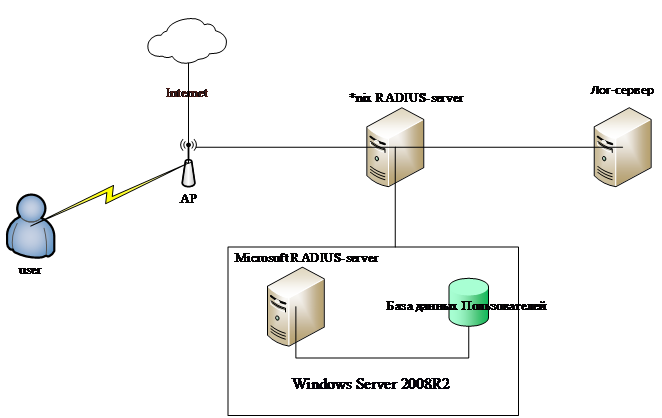 Internet
*nix RADIUS-server
Лог-сервер
AP
user
Microsoft RADIUS-server
База данных Пользователей
Windows Server 2008R2